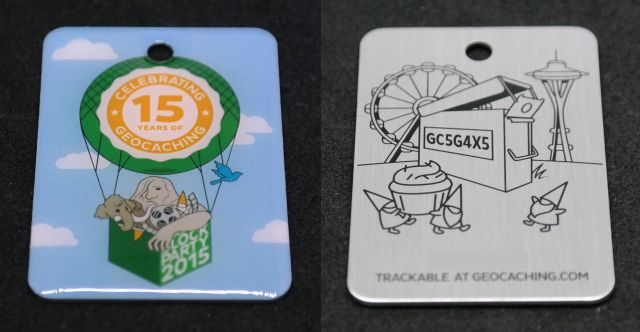 CELEBRATING
15
YEARS OF
GEOCACHING
BLOCK
PARTY
2015
GC5G4X5
TRACKABLE AT GEOCACHING.COM